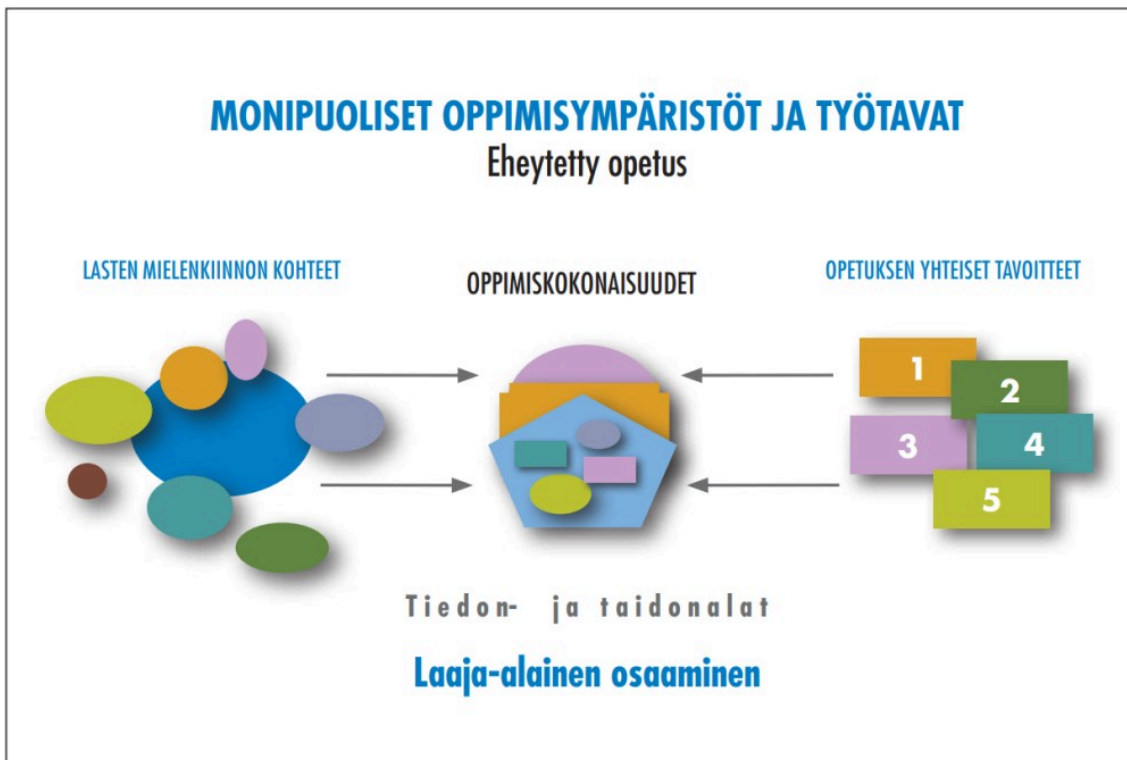 MONIPUOLISET OPPIMISYMPÄRISTÖT JA TYÖTAVAT
Eheytetty opetus
LASTEN MIELENKIINNON KOHTEET
OPPIMISKOKONAISUUDET
OPETUKSEN YHTEISET TAVOITTEET
1
2
3
4
5
Tiedon- ja taidonalat
Laaja-alainen osaaminen